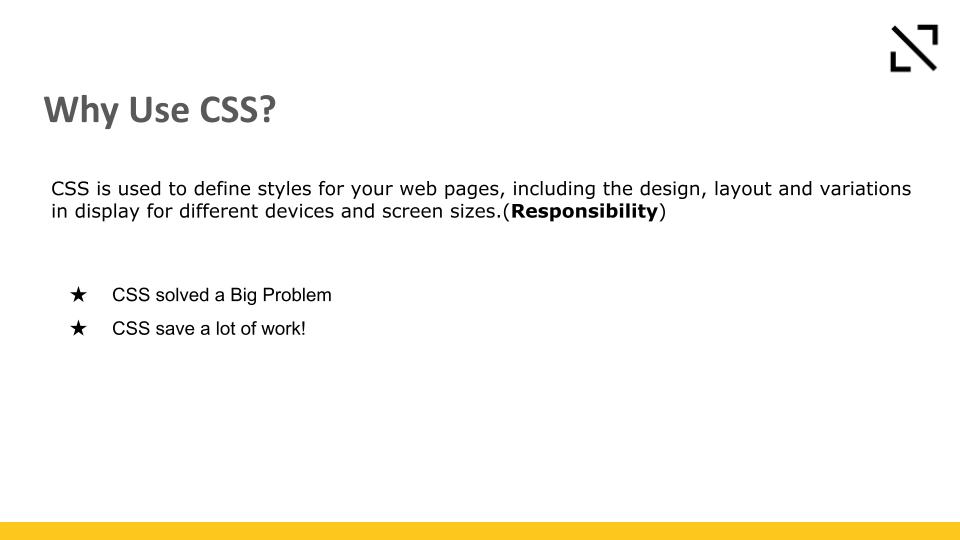 Why Use CSS?
CSS is used to define styles for your web pages, including the design, layout and variations
in display for different devices and screen sizes.(Responsibility)
★ CSS solved a Big Problem
★ CSS save a lot of work!